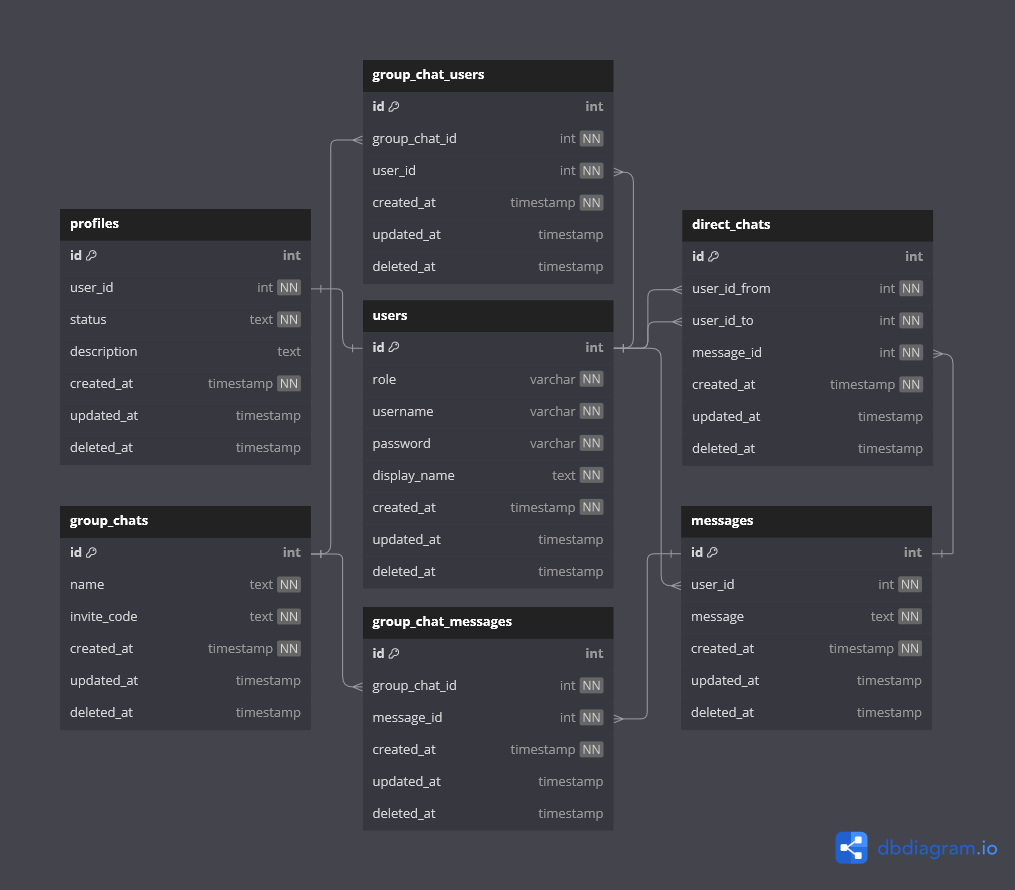 group_chat_users
id int
group_chat_id int NN
user_id int NN
created_at timestamp NN
updated_at timestamp
deleted_at timestamp
profiles
id int
user_id int NN
status text NN
description text
created_at timestamp NN
updated_at timestamp
deleted_at timestamp
users
id int
role varchar NN
username varchar NN
password varchar NN
display_name text NN
created_at timestamp NN
updated_at timestamp
deleted_at timestamp
direct_chats
id int
user_id_from int NN
user_id_to int NN
message_id int NN
created_at timestamp NN
updated_at timestamp
deleted_at timestamp
group_chats
id int
name text NN
invite_code text NN
created_at timestamp NN
updated_at timestamp
deleted_at timestamp
group_chat_messages
id int
group_chat_id int NN
message_id int NN
created_at timestamp NN
updated_at timestamp
deleted_at timestamp
messages
id int
user_id int NN
message text NN
created_at timestamp NN
updated_at timestamp
deleted_at timestamp
dbdiagram.io